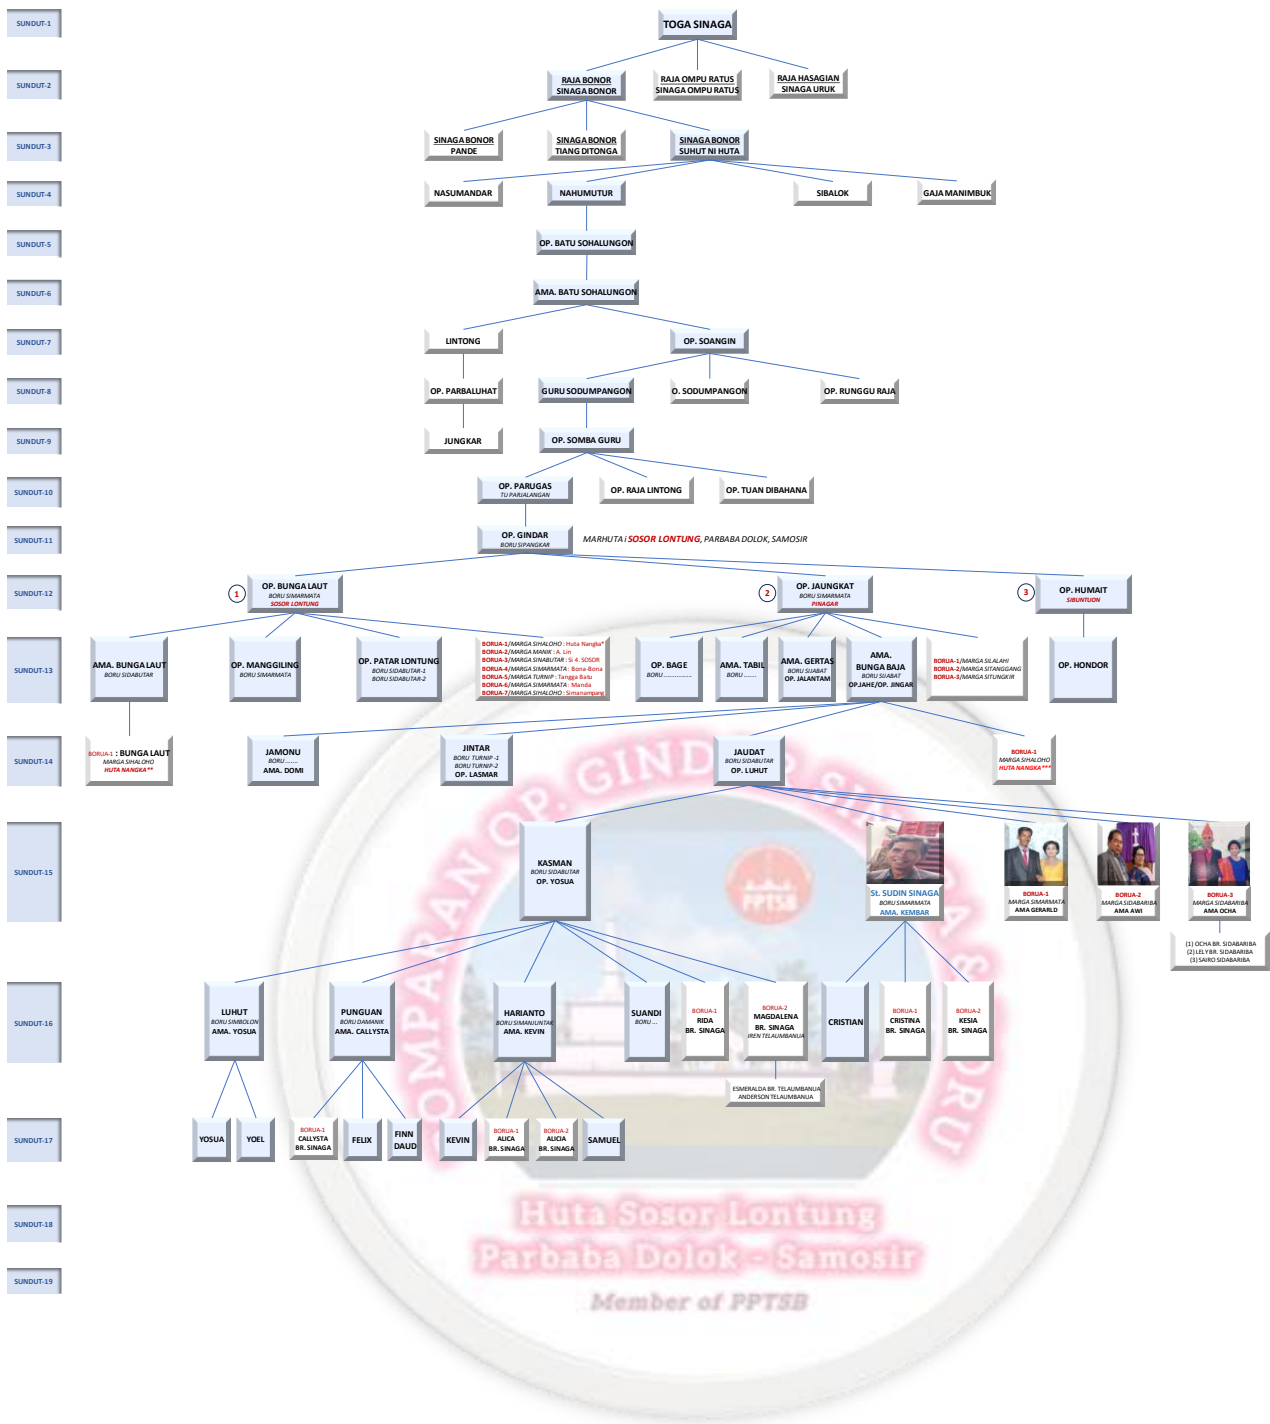 SUNDUT-1
TOGA SINAGA
SUNDUT-2
RAJA BONOR
SINAGA BONOR
RAJA OMPU RATUS
SINAGA OMPU RATUS
RAJA HASAGIAN
SINAGA URUK
SUNDUT-3
SINAGA BONOR
PANDE
SINAGA BONOR
TIANG DITONGA
SINAGA BONOR
SUHUT NI HUTA
SUNDUT-4
NASUMANDAR
NAHUMUTUR
SIBALOK
GAJA MANIMBUK
SUNDUT-5
OP. BATU SOHALUNGON
SUNDUT-6
AMA. BATU SOHALUNGON
SUNDUT-7
LINTONG
OP. SOANGIN
SUNDUT-8
OP. PARBALUHAT
GURU SODUMPANGON
O. SODUMPANGON
OP. RUNGGU RAJA
SUNDUT-9
JUNGKAR
OP. SOMBA GURU
SUNDUT-10
OP. PARUGAS
TU PARJALANGAN
OP. RAJA LINTONG
OP. TUAN DIBAHANA
SUNDUT-11
OP. GINDAR
BORU SIPANGKAR
MARHUTA i SOSOR LONTUNG, PARBABA DOLOK, SAMOSIR
SUNDUT-12
1
OP. BUNGA LAUT
BORU SIMARMATA
SOSOR LONTUNG
2
OP. JAUNGKAT
BORU SIMARMATA
PINAGAR
3
OP. HUMAIT
SIBUNTUON
SUNDUT-13
AMA. BUNGA LAUT
BORU SIDABUTAR
OP. MANGGILING
BORU SIMARMATA
OP. PATAR LONTUNG
BORU SIDABUTAR-1
BORU SIDABUTAR-2
BORUA-1/MARGA SIHALOHO : Huta Nangka*
BORUA-2/MARGA MANIK : A. Lin
BORUA-3/MARGA SINABUTAR : Si 4. SOSOR
BORUA-4/MARGA SIMARMATA : Bona-Bona
BORUA-5/MARGA TURNIP : Tangga Batu
BORUA-6/MARGA SIMARMATA : Manda
BORUA-7/MARGA SIHALOHO : Simanampang
OP. BAGE
BORU ................
AMA. TABIL
BORU .......
AMA. GERTAS
BORU SIJABAT
OP. JALANTAM
AMA.
BUNGA BAJA
BORU SIJABAT
OP.JAHE/OP. JINGAR
BORUA-1/MARGA SILALAHI
BORUA-2/MARGA SITANGGANG
BORUA-3/MARGA SITUNGKIR
OP. HONDOR
SUNDUT-14
BORUA-1 : BUNGA LAUT
MARGA SIHALOHO
HUTA NANGKA**
JAMONU
BORU .......
AMA. DOMI
JINTAR
BORU TURNIP -1
BORU TURNIP-2
OP. LASMAR
JAUDAT
BORU SIDABUTAR
OP. LUHUT
BORUA-1
MARGA SIHALOHO
HUTA NANGKA***
SUNDUT-15
KASMAN
BORU SIDABUTAR
OP. YOSUA
St. SUDIN SINAGA
BORU SIMARMATA
AMA. KEMBAR
BORUA-1
MARGA SIMARMATA
AMA GERARLD
BORUA-2
MARGA SIDABARIBA
AMA AWI
BORUA-3
MARGA SIDABARIBA
AMA OCHA
(1) OCHA BR. SIDABARIBA
(2) LELY BR. SIDABARIBA
(3) SAIRO SIDABARIBA
SUNDUT-16
LUHUT
BORU SIMBOLON
AMA. YOSUA
PUNGUAN
BORU DAMANIK
AMA. CALLYSTA
HARIANTO
BORU SIMANJUNTAK
AMA. KEVIN
SUANDI
BORU ...
BORUA-1
RIDA
BR. SINAGA
BORUA-2
MAGDALENA
BR. SINAGA
IREN TELAUMBANUA
CRISTIAN
BORUA-1
CRISTINA
BR. SINAGA
BORUA-2
KESIA
BR. SINAGA
ESMERALDA BR. TELAUMBANUA
ANDERSON TELAUMBANUA
SUNDUT-17
YOSUA
YOEL
BORUA-1
CALLYSTA
BR. SINAGA
FELIX
FINN
DAUD
KEVIN
BORUA-1
ALICA
BR. SINAGA
BORUA-2
ALICIA
BR. SINAGA
SAMUEL
SUNDUT-18
SUNDUT-19
PPTSB
Huta Sosor Lontung
Parbaba Dolok - Samosir
Member of PPTSB